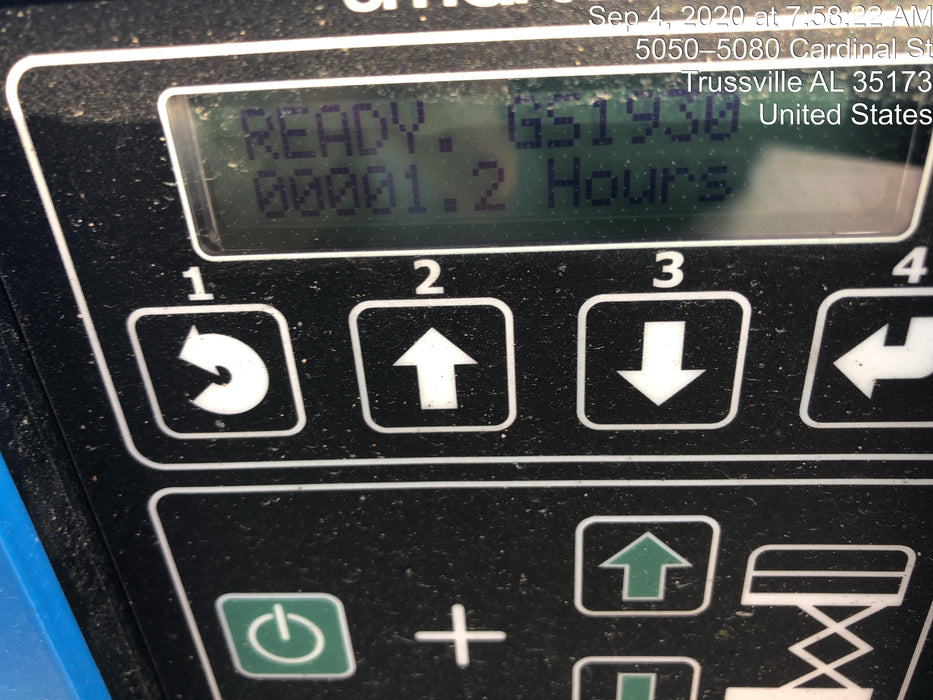 Sep 4, 2020 at 7:58:22 AM
5050–5080 Cardinal St
Trussville AL 35173
United States
READY. GS1930
00001.2 Hours
1 2 3 4